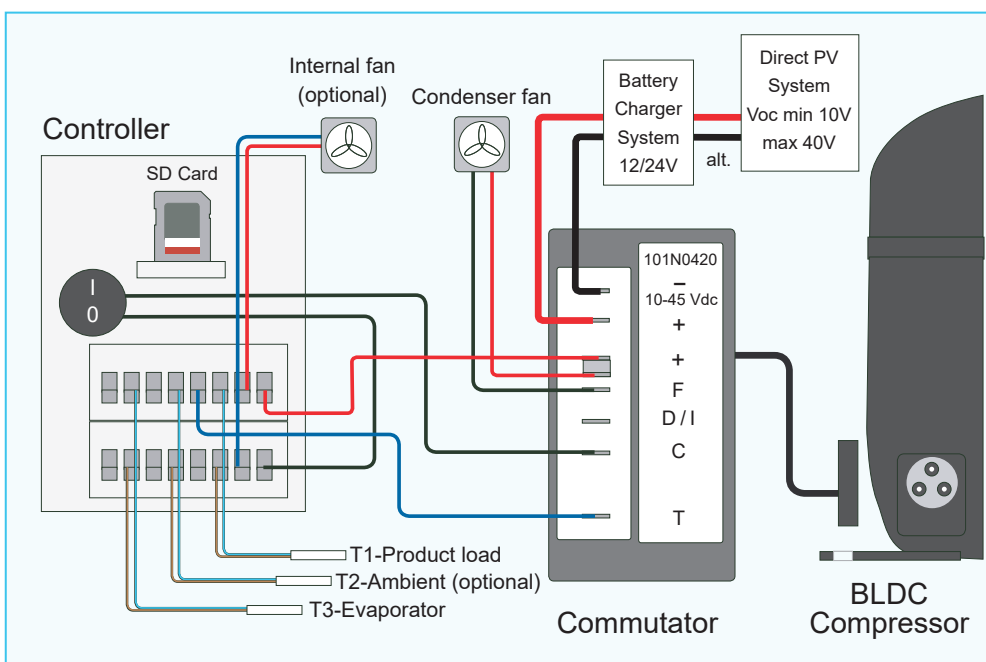 Internal fan
(optional)
Condenser fan
Battery
Charger
System
12/24V
Direct PV
System
Voc min 10V
max 40V
alt.
Controller
SD Card
I
0
101N0420
–
10-45 Vdc
+
+
F
D / I
C
T
T1-Product load
T2-Ambient (optional)
T3-Evaporator
Commutator
BLDC
Compressor